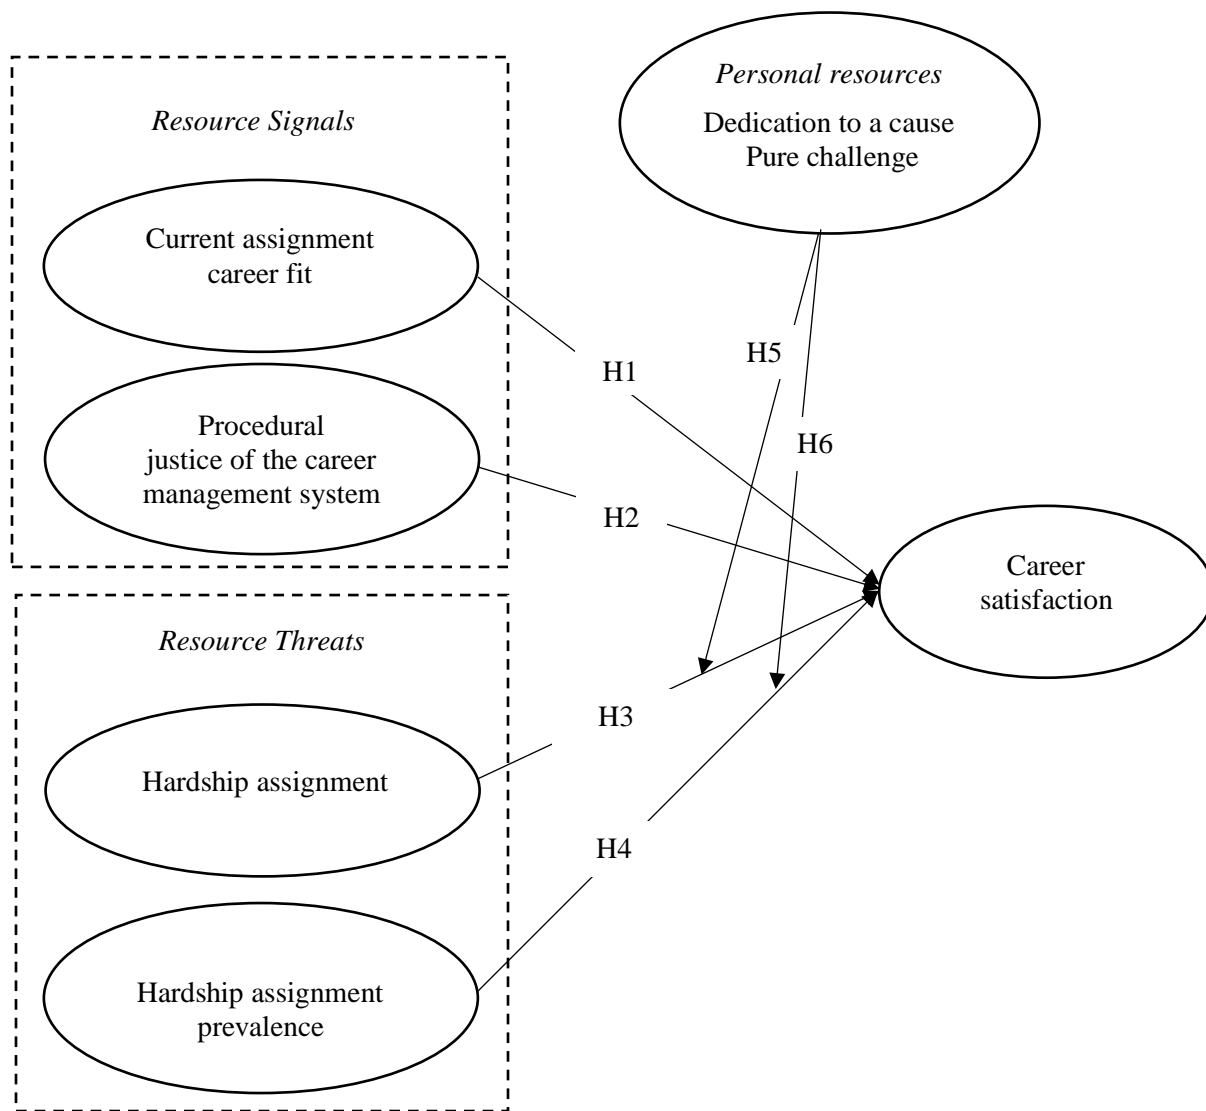 Resource Signals
Current assignment
career fit
Procedural
justice of the career
management system
Resource Threats
Hardship assignment
Hardship assignment
prevalence
Personal resources
Dedication to a cause
Pure challenge
H1
H2
H3
H4
H5
H6
Career
satisfaction